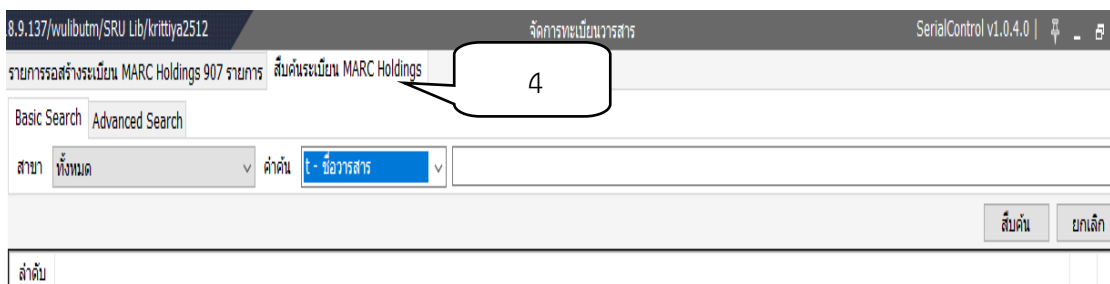 8.9.137/wulibutm/SRU Lib/krittiya2512 จัดการทะเบียนวารสาร SerialControl v1.0.4.0 |
รายการรอสร้างระเบียน MARC Holdings 907 รายการ สืบค้นระเบียน MARC Holdings
4
Basic Search Advanced Search
สาขา ทั้งหมด คำค้น t - ชื่อวารสาร
สืบค้น ยกเลิก
ลำดับ